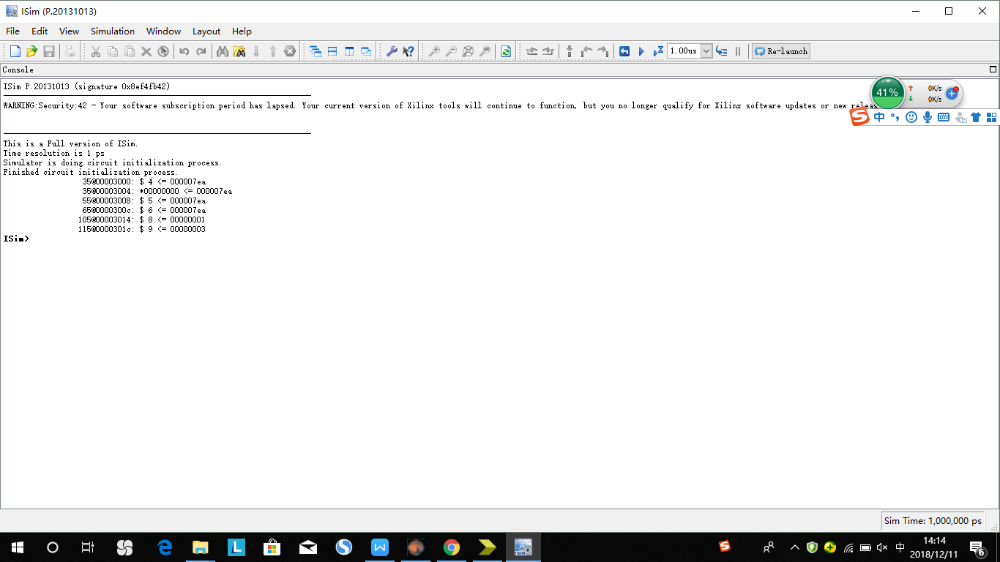 ISim (P.20131013)
File Edit View Simulation Window Layout Help
1.00us Re-launch
Console
ISim P.20131013 (signature 0x8ef4fb42)
WARNING:Security:42 - Your software subscription period has lapsed. Your current version of Xilinx tools will continue to function, but you no longer qualify for Xilinx software updates or new
This is a Full version of ISim.
Time resolution is 1 ps
Simulator is doing circuit initialization process.
Finished circuit initialization process.
35@00003000: $ 4 <= 000007ea
35@00003004: *00000000 <= 000007ea
55@00003008: $ 5 <= 000007ea
65@0000300c: $ 6 <= 000007ea
105@00003014: $ 8 <= 00000001
115@0000301c: $ 9 <= 00000003
ISim>
41%
0K/s
0K/s
中
Sim Time: 1,000,000 ps
中
14:14
2018/12/11
6